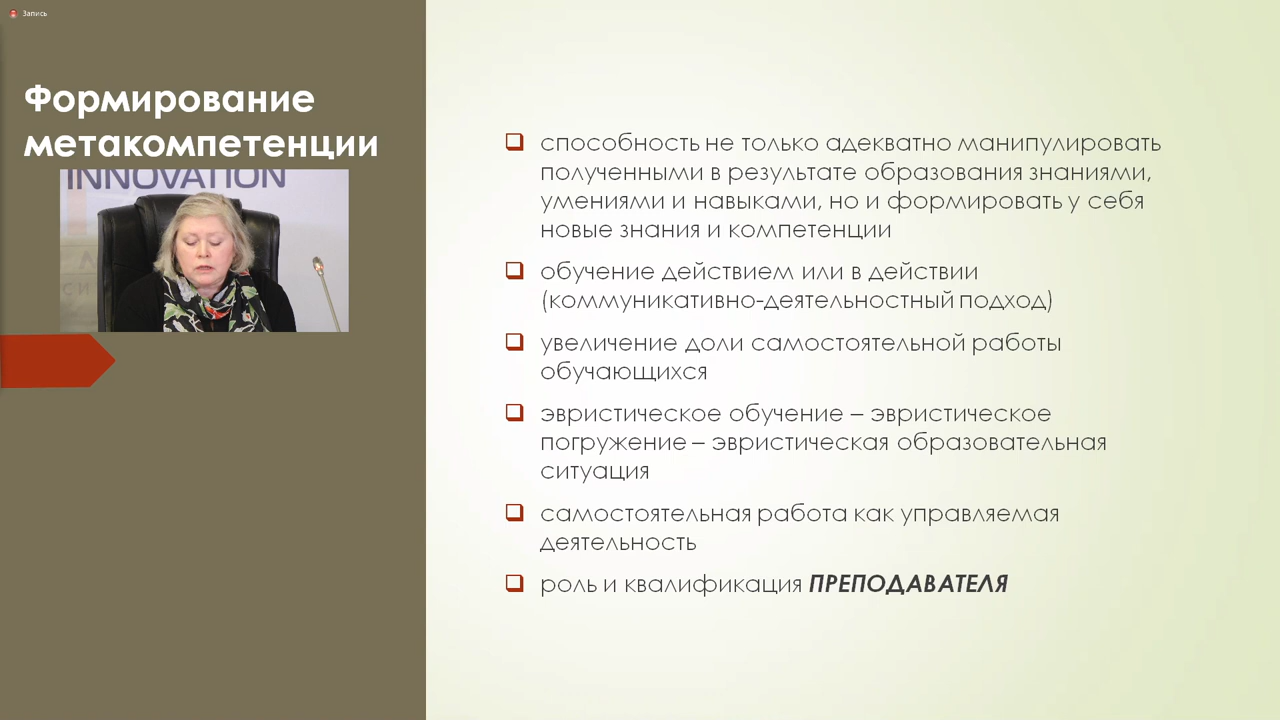 Запись
Формирование
метакомпетенции
INNOVATION
способность не только адекватно манипулировать
полученными в результате образования знаниями,
умениями и навыками, но и формировать у себя
новые знания и компетенции
обучение действием или в действии
(коммуникативно-деятельностный подход)
увеличение доли самостоятельной работы
обучающихся
эвристическое обучение – эвристическое
погружение – эвристическая образовательная
ситуация
самостоятельная работа как управляемая
деятельность
роль и квалификация ПРЕПОДАВАТЕЛЯ